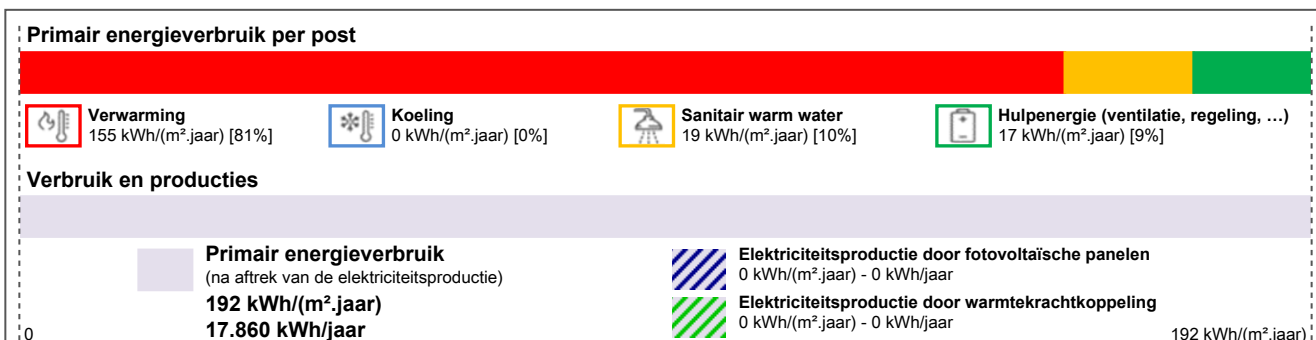 Primair energieverbruik per post
Verwarming
155 kWh/(m².jaar) [81%]
Koeling
0 kWh/(m².jaar) [0%]
Sanitair warm water
19 kWh/(m².jaar) [10%]
Hulpenergie (ventilatie, regeling, …)
17 kWh/(m².jaar) [9%]
Verbruik en producties
Primair energieverbruik
(na aftrek van de elektriciteitsproductie)
192 kWh/(m².jaar)
17.860 kWh/jaar
Elektriciteitsproductie door fotovoltaïsche panelen
0 kWh/(m².jaar) - 0 kWh/jaar
Elektriciteitsproductie door warmtekrachtkoppeling
0 kWh/(m².jaar) - 0 kWh/jaar
0
192 kWh/(m².jaar)